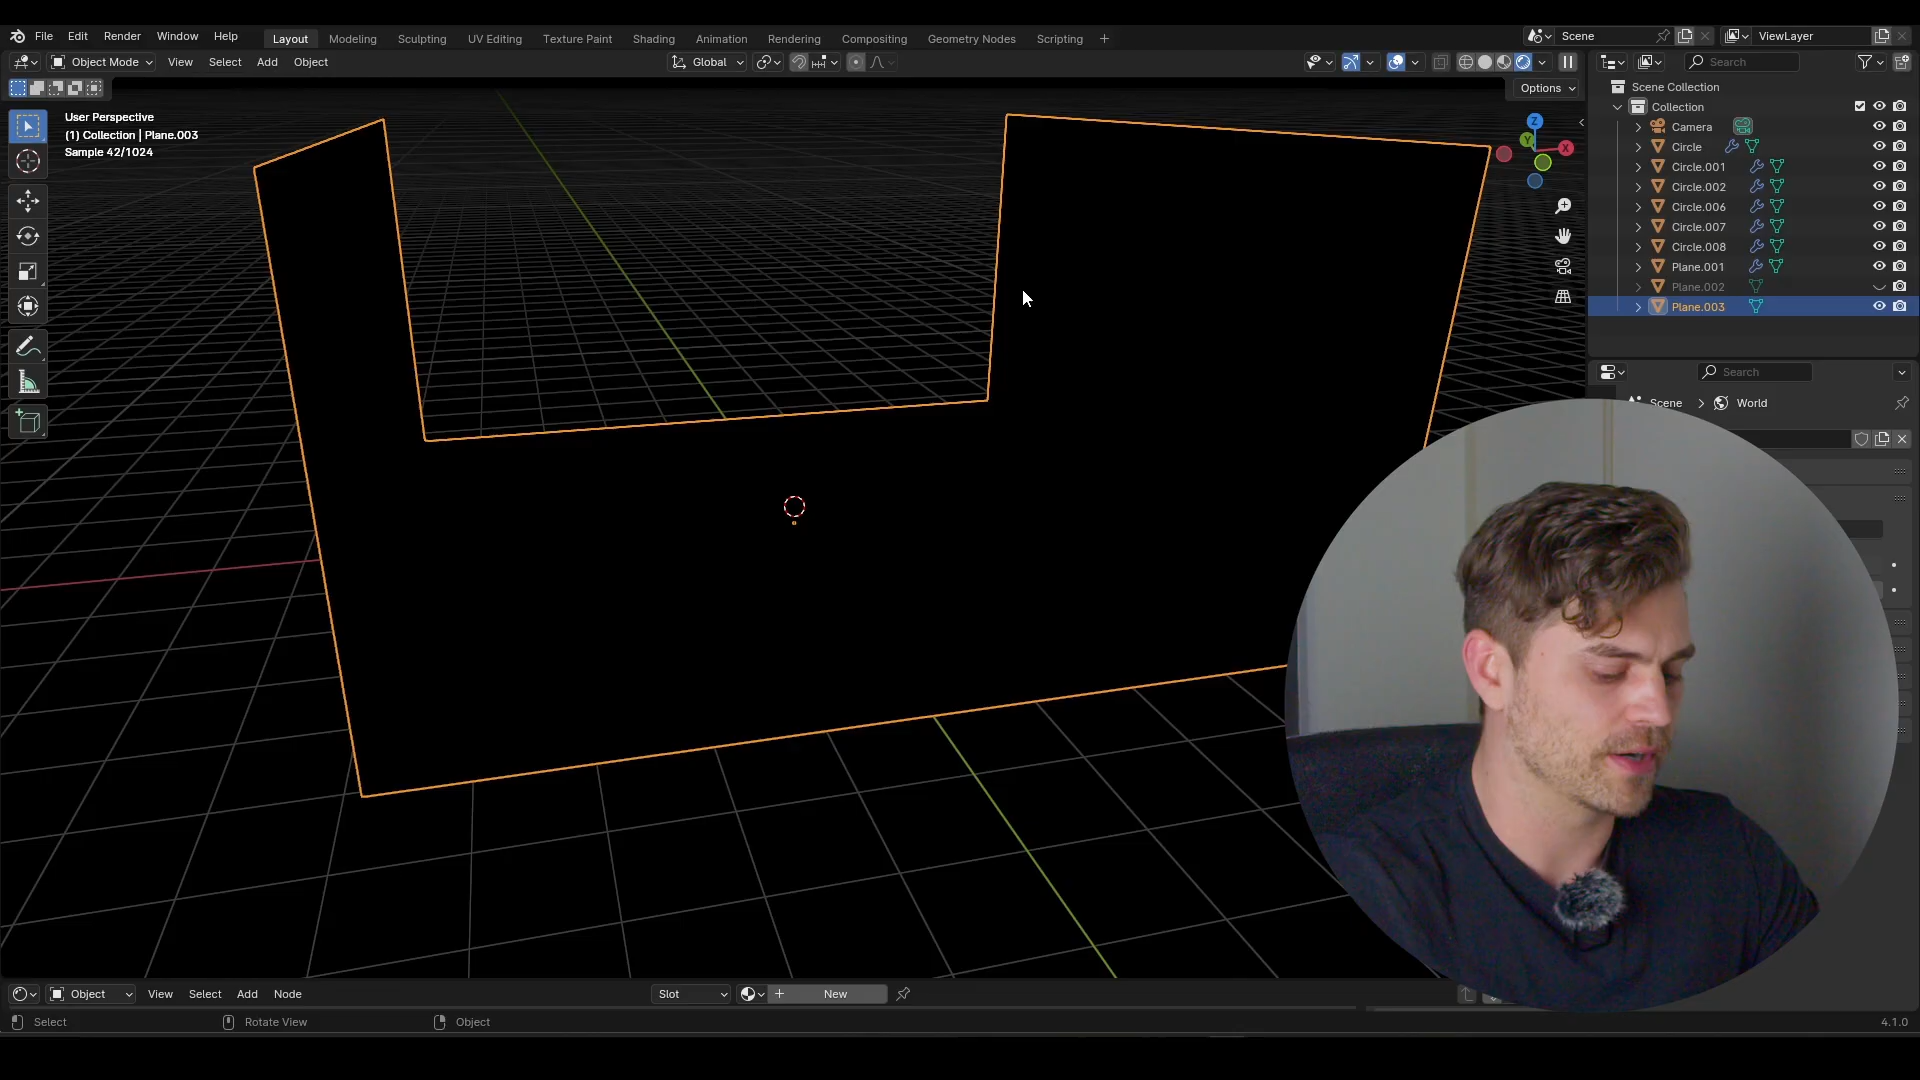 File Edit Render Window Help Layout Modeling Sculpting UV Editing Texture Paint Shading Animation Rendering Compositing Geometry Nodes Scripting + Scene ViewLayer
Object Mode View Select Add Object Global Search
Options
User Perspective
(1) Collection | Plane.003
Sample 42/1024
Z
Y
X
Scene Collection
Collection
Camera
Circle
Circle.001
Circle.002
Circle.006
Circle.007
Circle.008
Plane.001
Plane.002
Plane.003
Search
Scene World
Object View Select Add Node Slot New
Select Rotate View Object 4.1.0